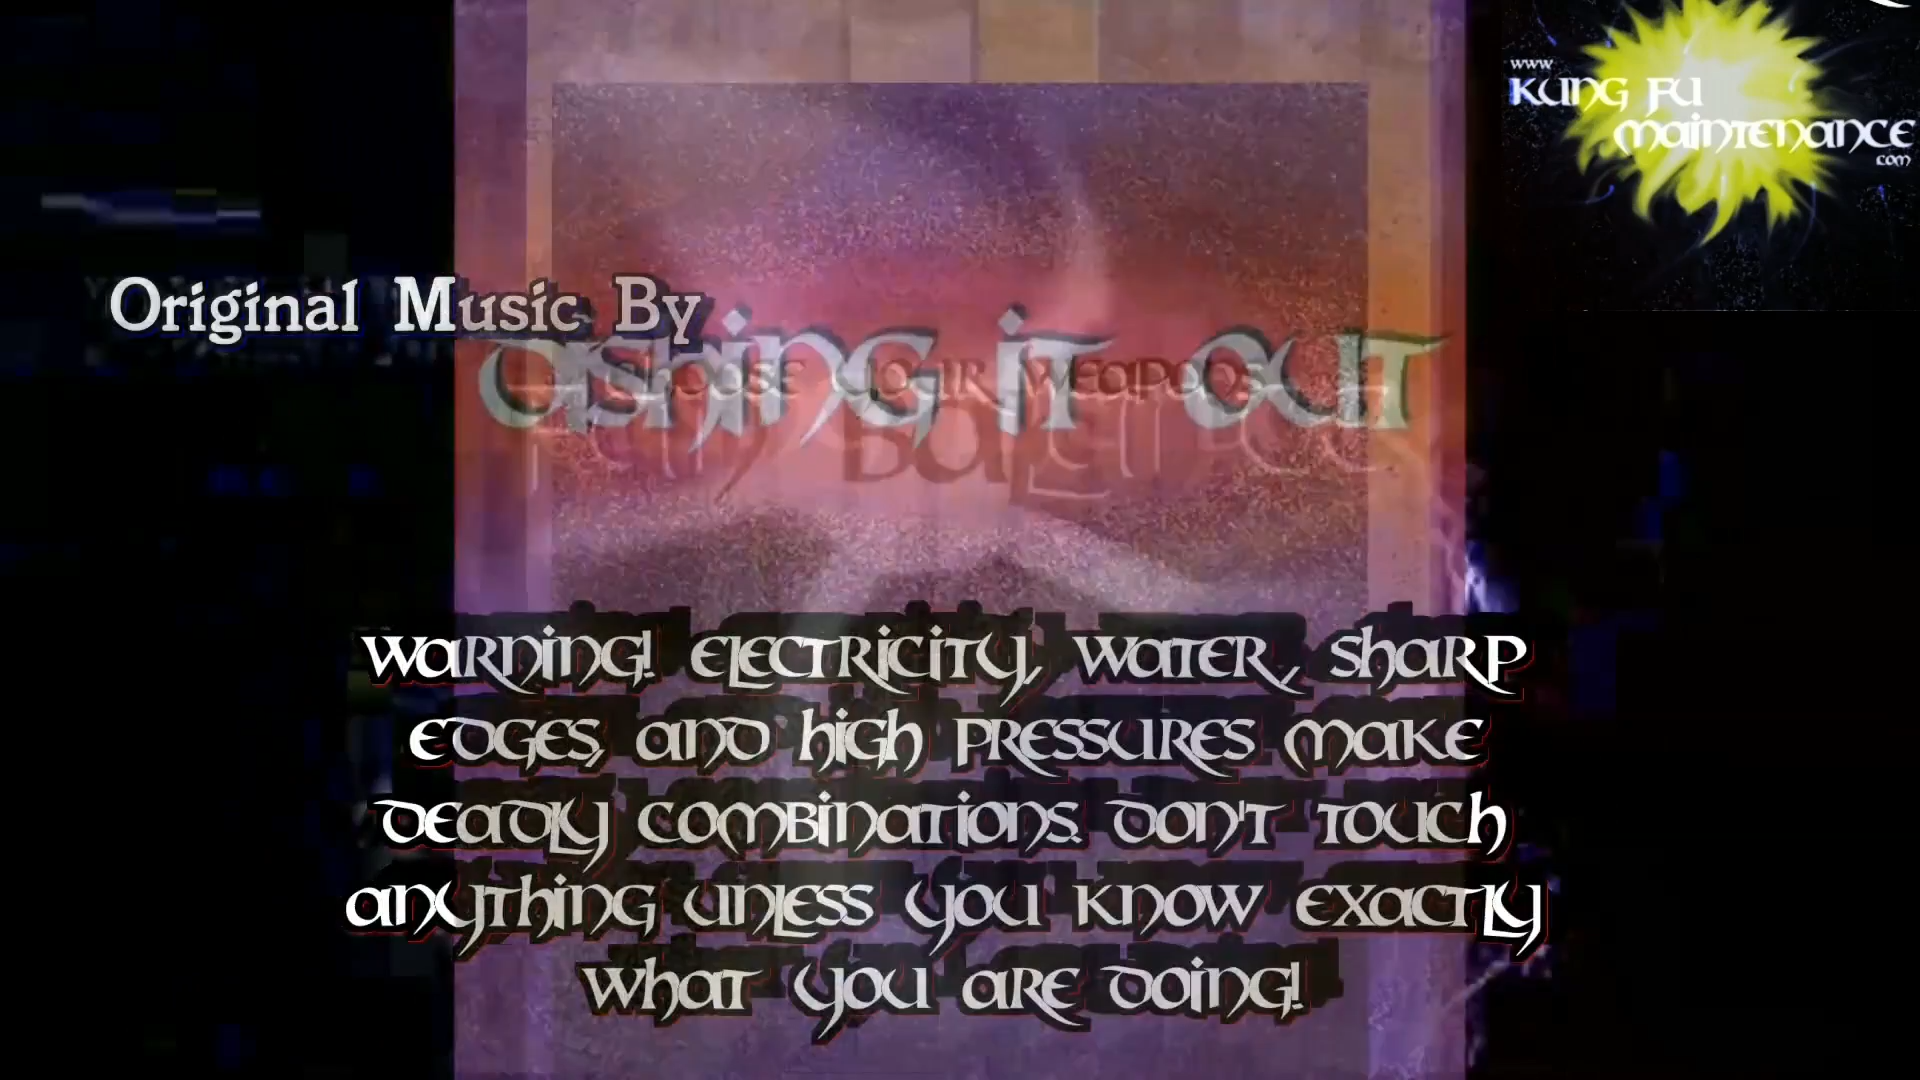 www
Kung Fu
Maintenance
.com
Original Music By
Dishing it out
Choose Your Weapons
Warning! Electricity, Water, Sharp
Edges, and High Pressures Make
Deadly Combinations. Don't Touch
Anything Unless You Know Exactly
What You Are Doing!